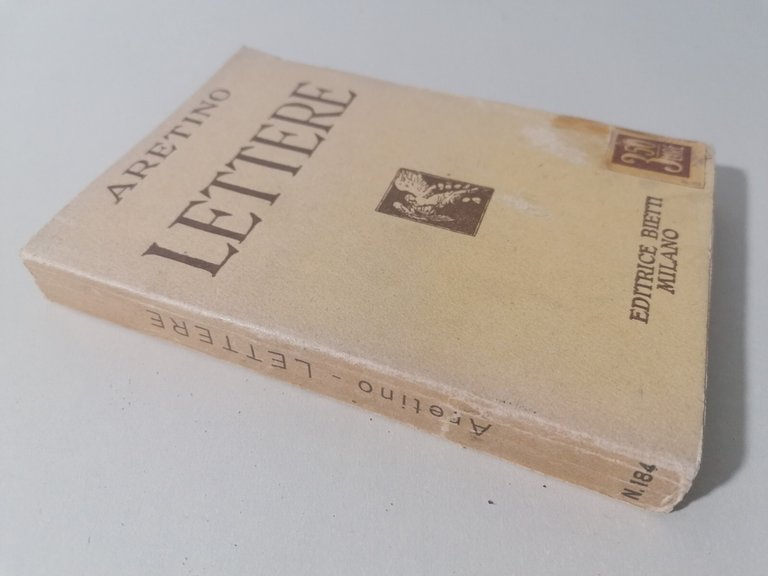 ARETINO
LETTERE
EDITRICE BIETTI
MILANO
Aretino - LETTERE
N. 184